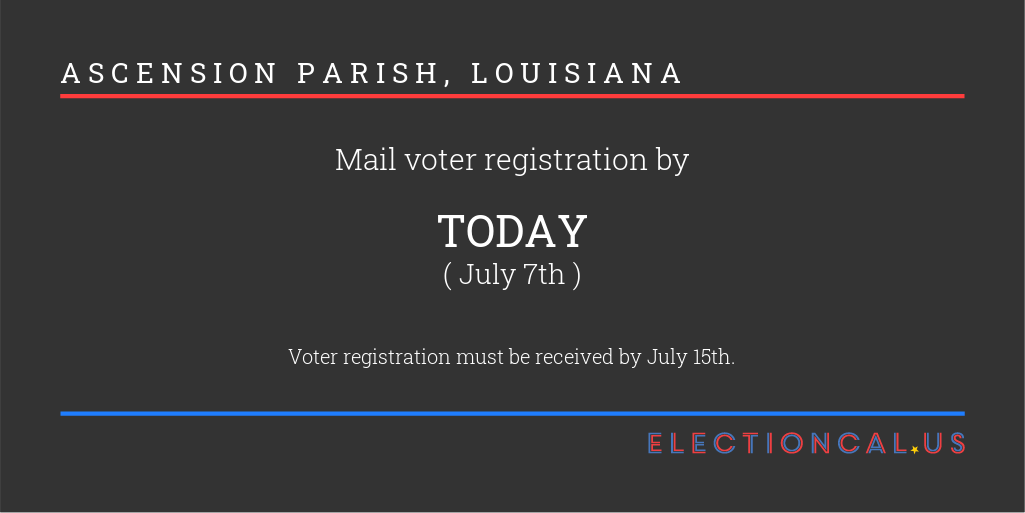 ASCENSION PARISH, LOUISIANA
Mail voter registration by
TODAY
( July 7th )
Voter registration must be received by July 15th.
ELECTIONCAL.US